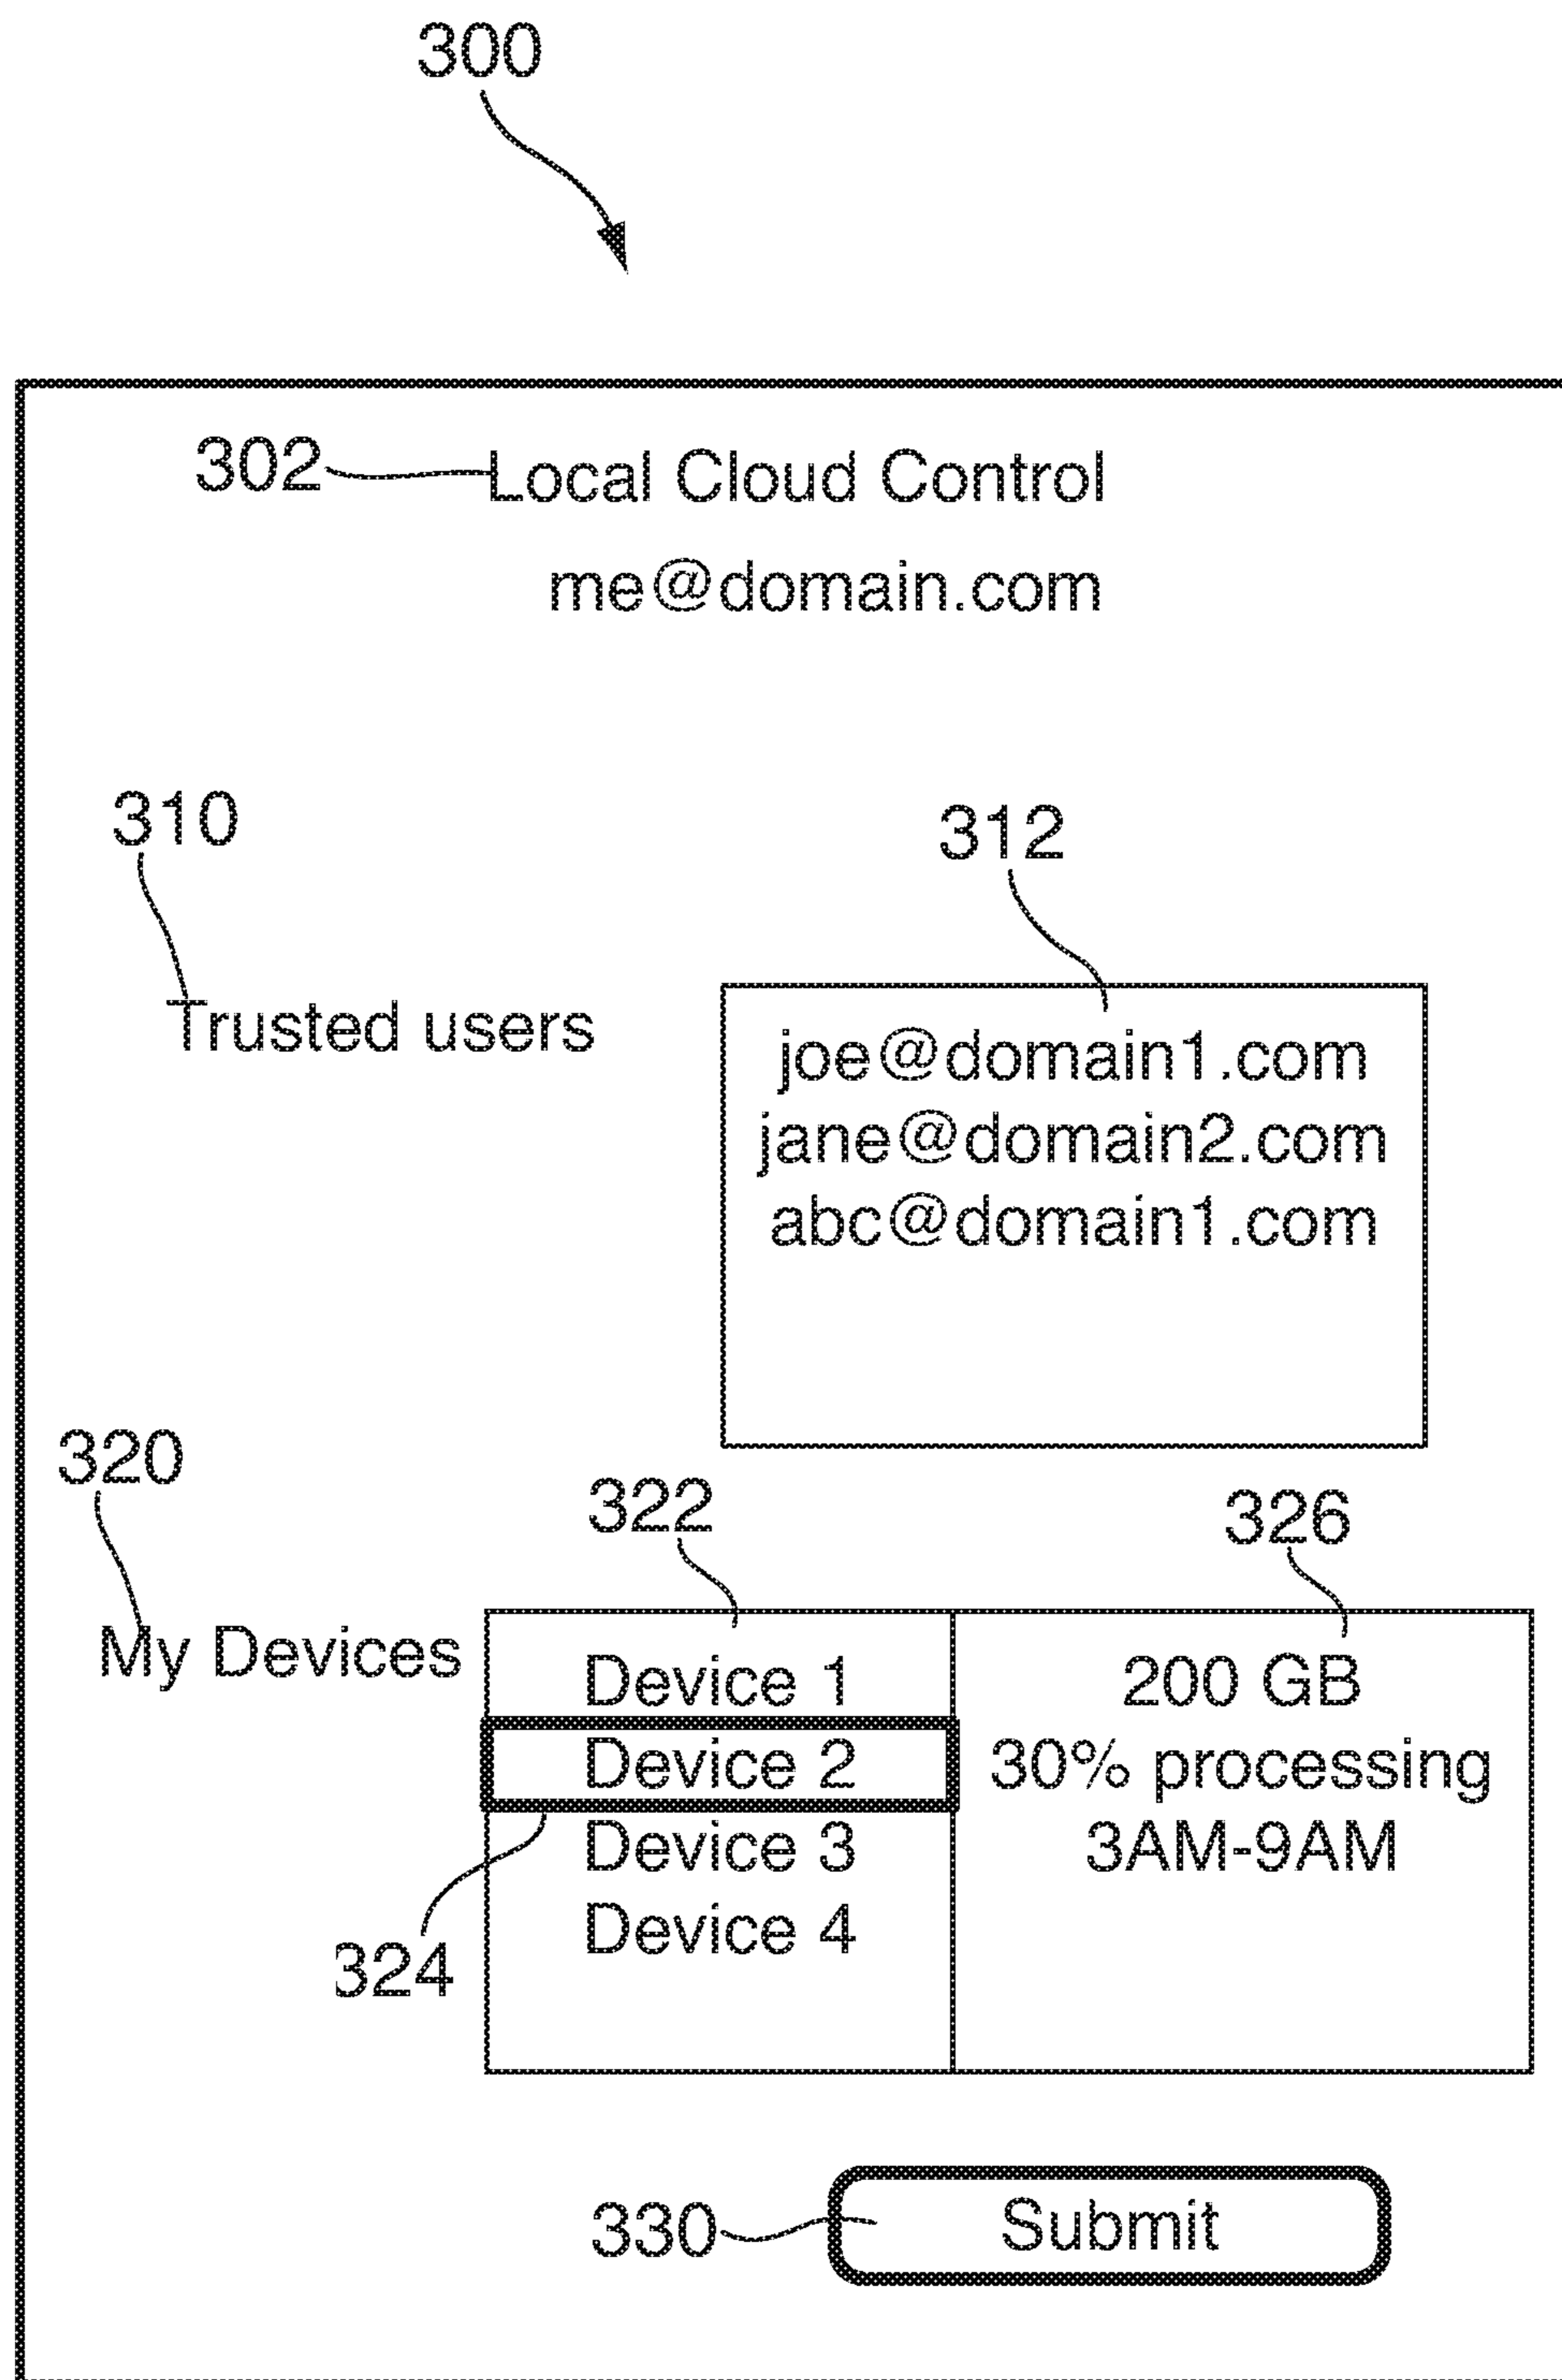 300
302 Local Cloud Control
me@domain.com
310
312
Trusted users
joe@domain1.com
jane@domain2.com
abc@domain1.com
320
322
326
My Devices
Device 1
200 GB
Device 2
30% processing
Device 3
3AM-9AM
Device 4
324
330
Submit